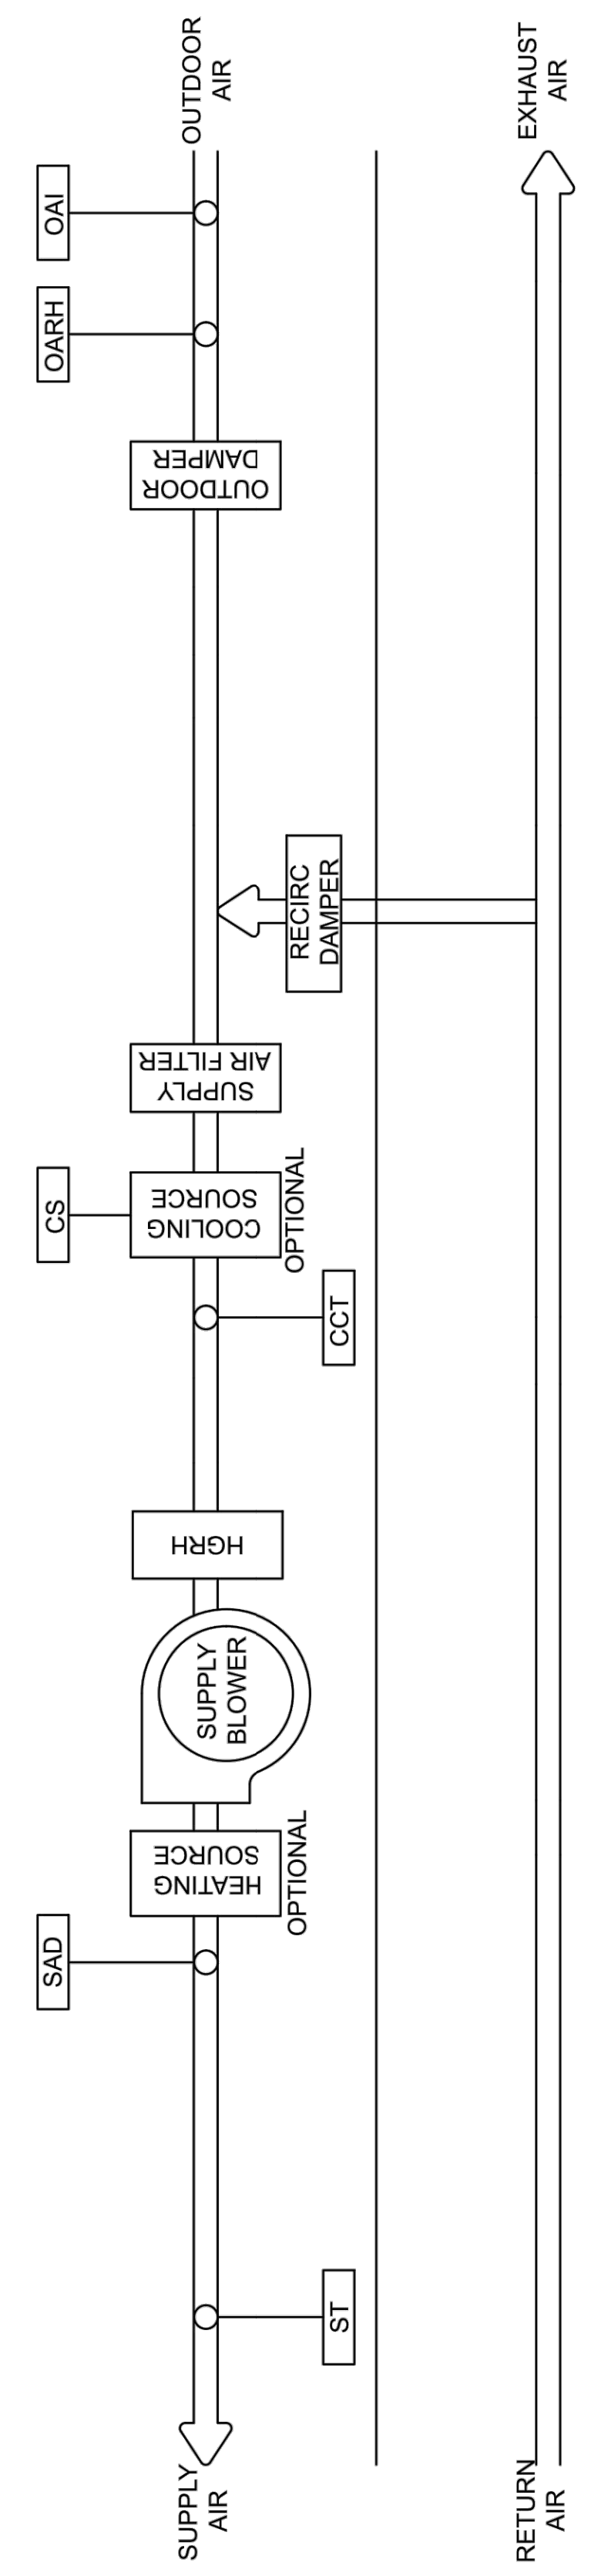 OUTDOOR
AIR
EXHAUST
AIR
OAI
OARH
OUTDOOR
DAMPER
RECIRC
DAMPER
SUPPLY
AIR FILTER
CS
COOLING
SOURCE
OPTIONAL
CCT
HGRH
SUPPLY
BLOWER
HEATING
SOURCE
OPTIONAL
SAD
ST
SUPPLY
AIR
RETURN
AIR